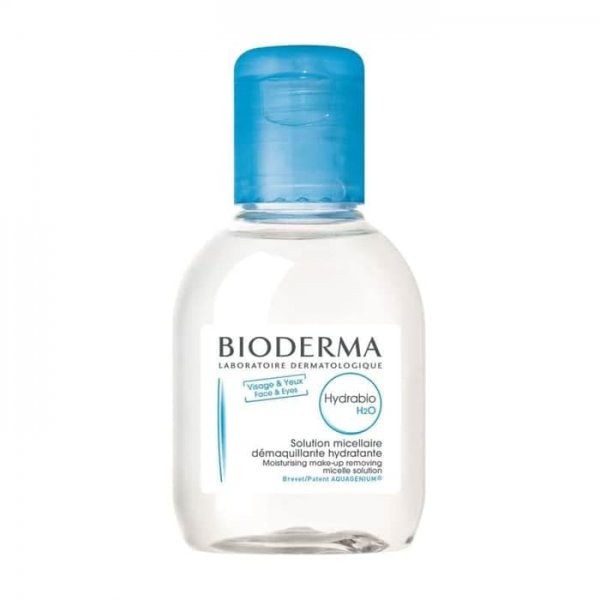 BIODERMA
LABORATOIRE DERMATOLOGIQUE
Visage & Yeux
Face & Eyes
Hydrabio
H2O
Solution micellaire
démaquillante hydratante
Moisturising make-up removing
micelle solution
Brevet/Patent AQUAGENIUM®